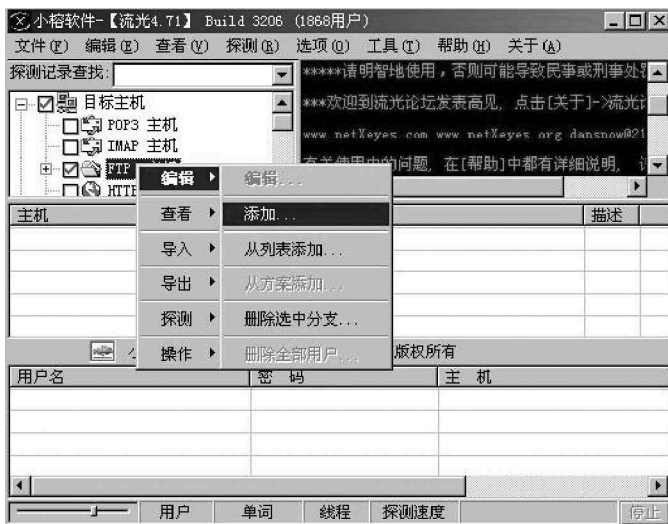 小榕软件-【流光4.71】 Build 3206 (1868用户)
文件(F) 编辑(E) 查看(V) 探测(R) 选项(O) 工具(T) 帮助(H) 关于(A)
探测记录查找:
*****请明智地使用，否则可能导致民事或刑事处
目标主机
***欢迎到流光论坛发表高见, 点击[关于]->流光
POP3 主机
IMAP 主机
www.netXeyes.com www.netXeyes.org dansnow@21
FTP
中的问题, 在[帮助]中都有详细说明,
HTTP
编辑
编辑...
主机
描述
查看
添加...
导入
从列表添加...
导出
从方案添加...
探测
删除选中分支...
操作
删除全部用户...
版权所有
用户名
密 码
主 机
用户
单词
线程
探测速度
停止